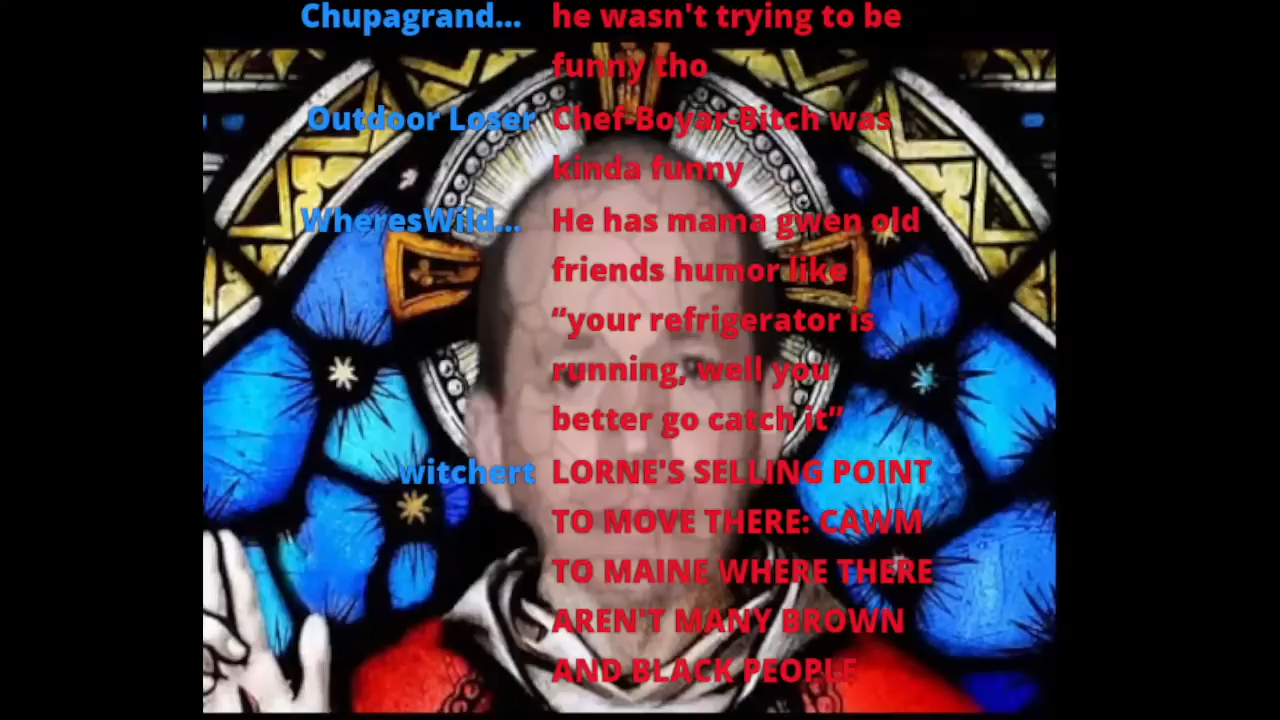 Chupagrand... he wasn't trying to be
funny tho
Outdoor Loser Chef-Boyar-Bitch was
kinda funny
WheresWild... He has mama gwen old
friends humor like
“your refrigerator is
running, well you
better go catch it”
witchert LORNE'S SELLING POINT
TO MOVE THERE: CAWM
TO MAINE WHERE THERE
AREN'T MANY BROWN
AND BLACK PEOPLE